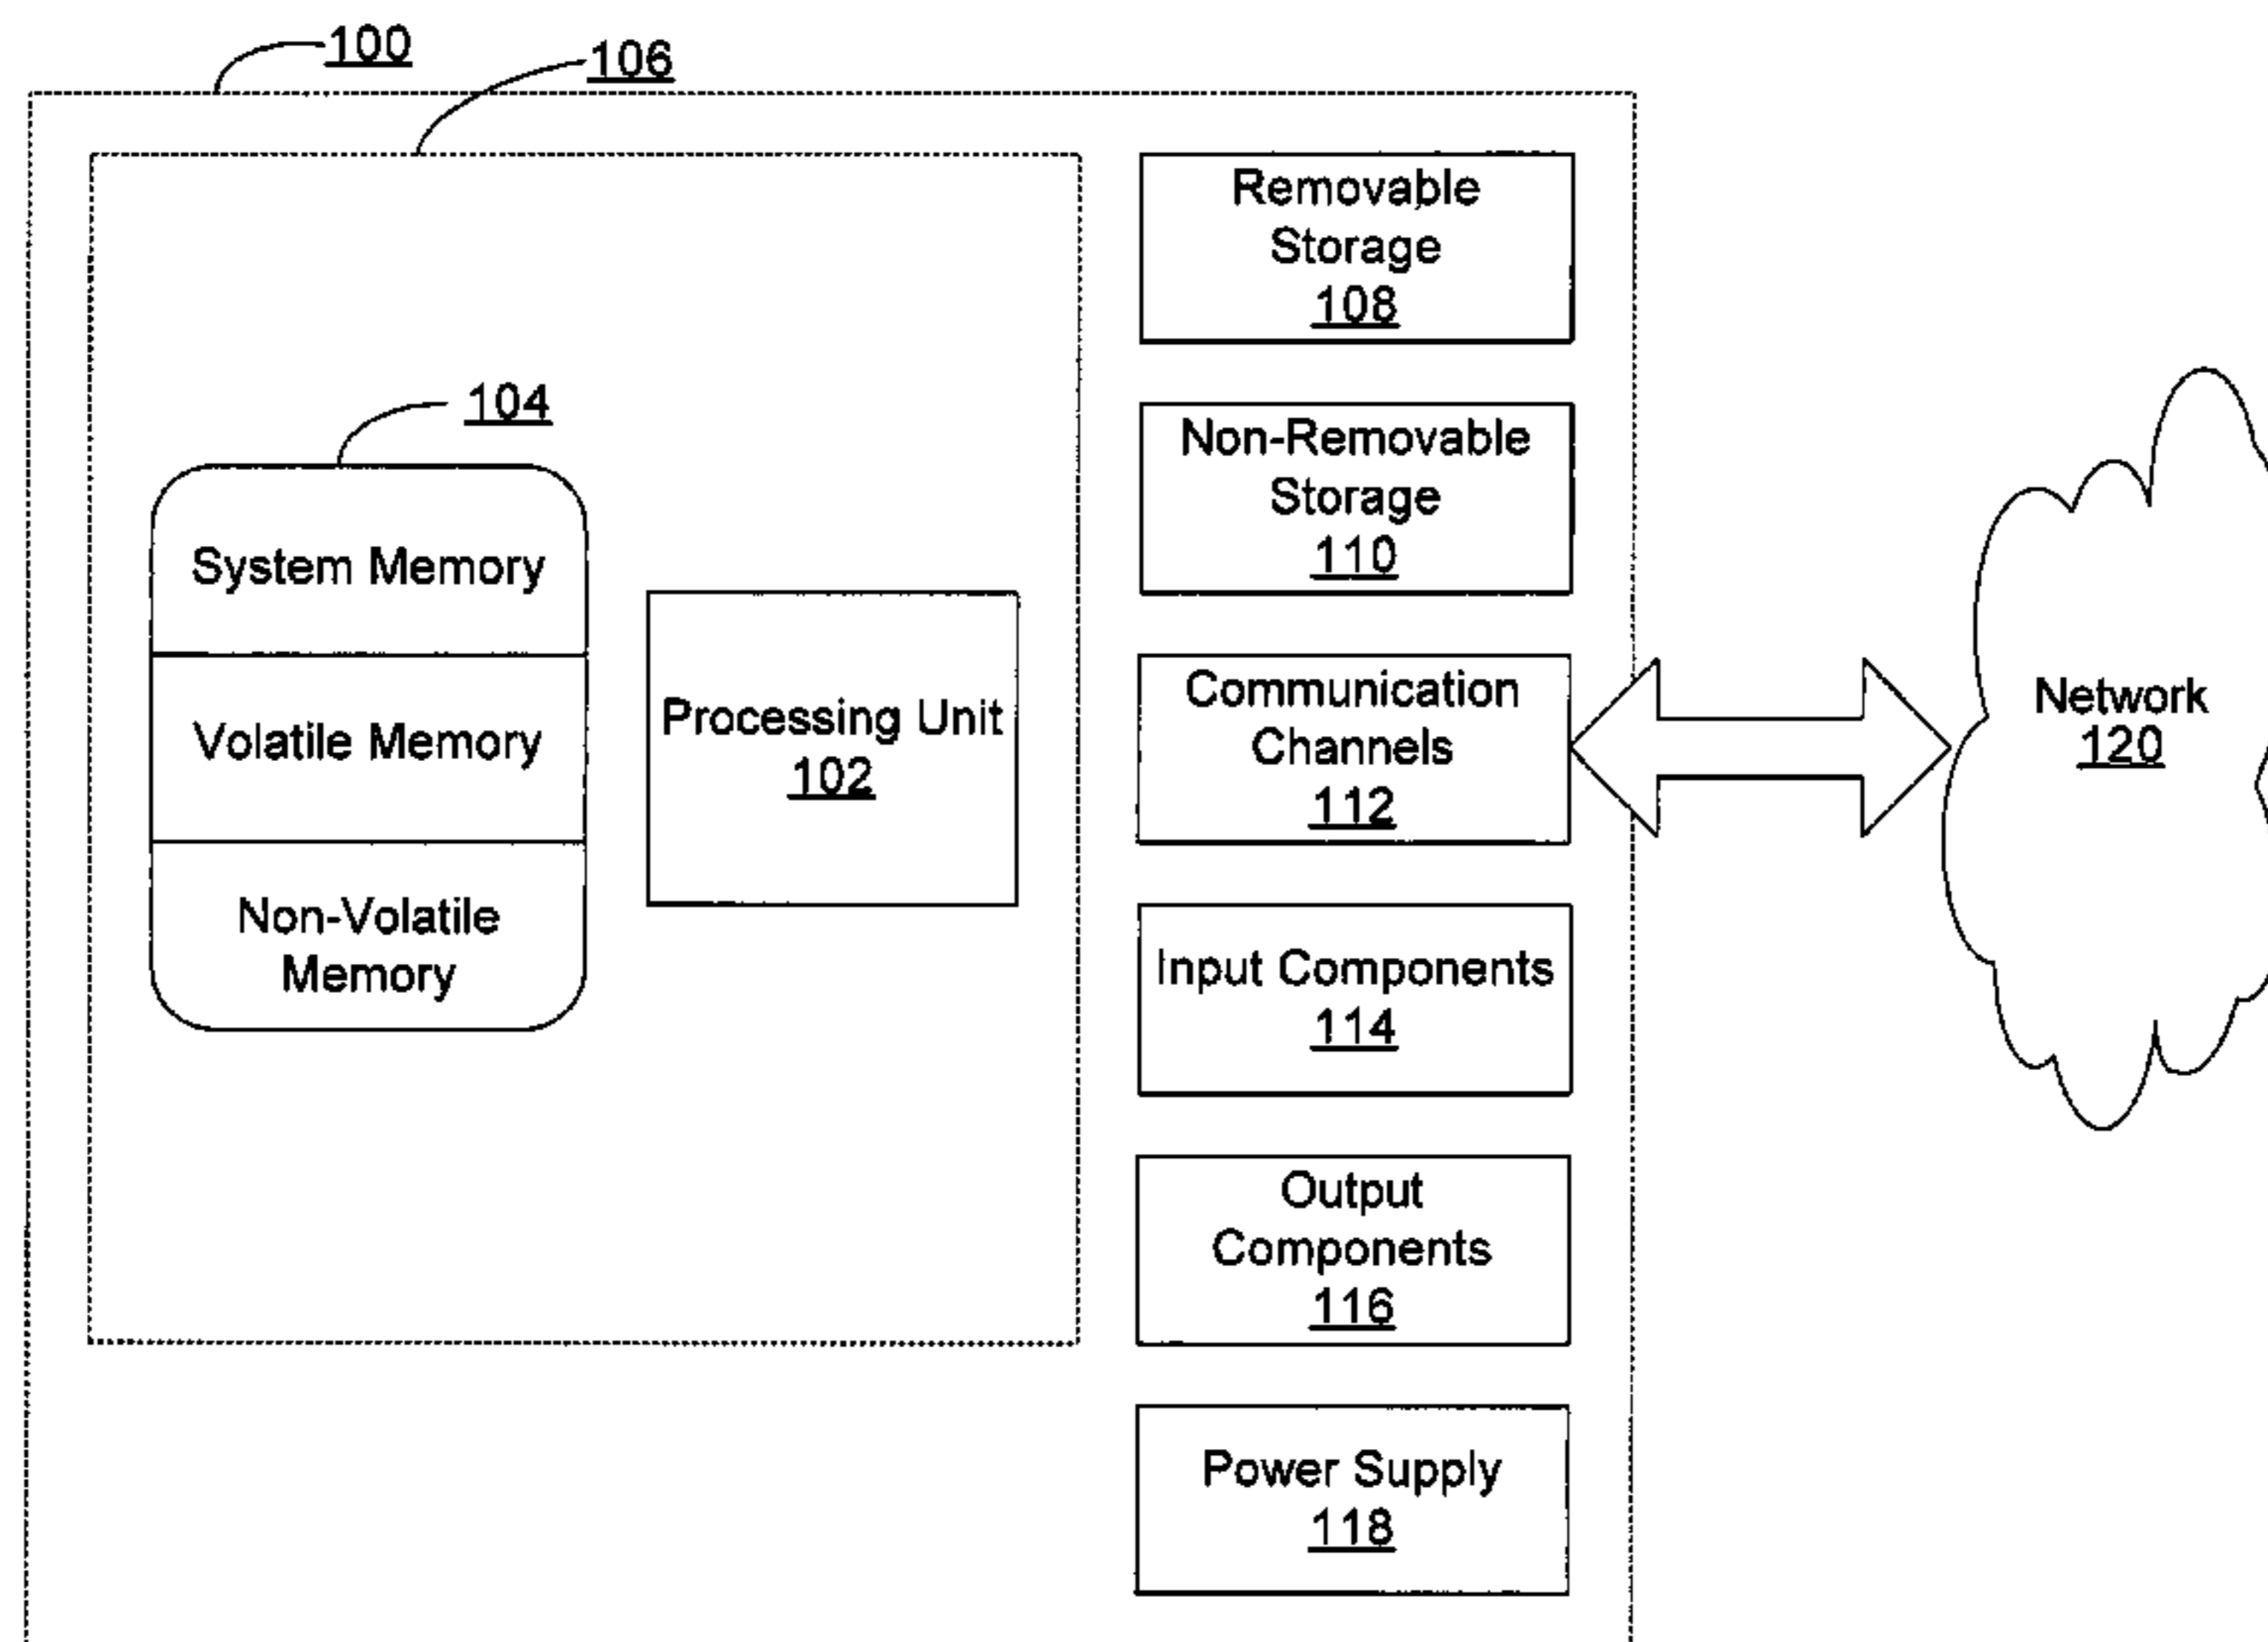 100
106
Removable
Storage
108
104
Non-Removable
Storage
110
System Memory
Volatile Memory
Non-Volatile
Memory
Processing Unit
102
Communication
Channels
112
Network
120
Input Components
114
Output
Components
116
Power Supply
118